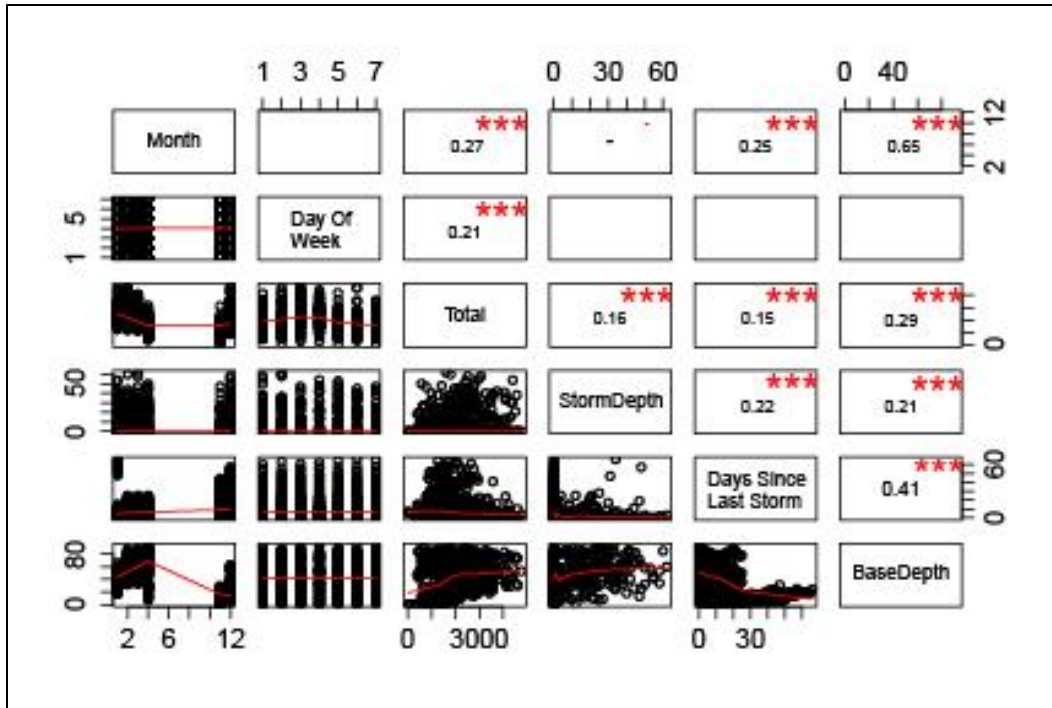 1 3 5 7 0 30 60 0 40
Month 0.27 *** - 0.25 *** 0.65 *** 2 12
1 5 Day Of
Week 0.21 ***
Total 0.16 *** 0.15 *** 0.29 *** 0
0 50 StormDepth 0.22 *** 0.21 ***
Days Since
Last Storm 0.41 *** 0 60
0 80 BaseDepth
2 6 12 0 3000 0 30